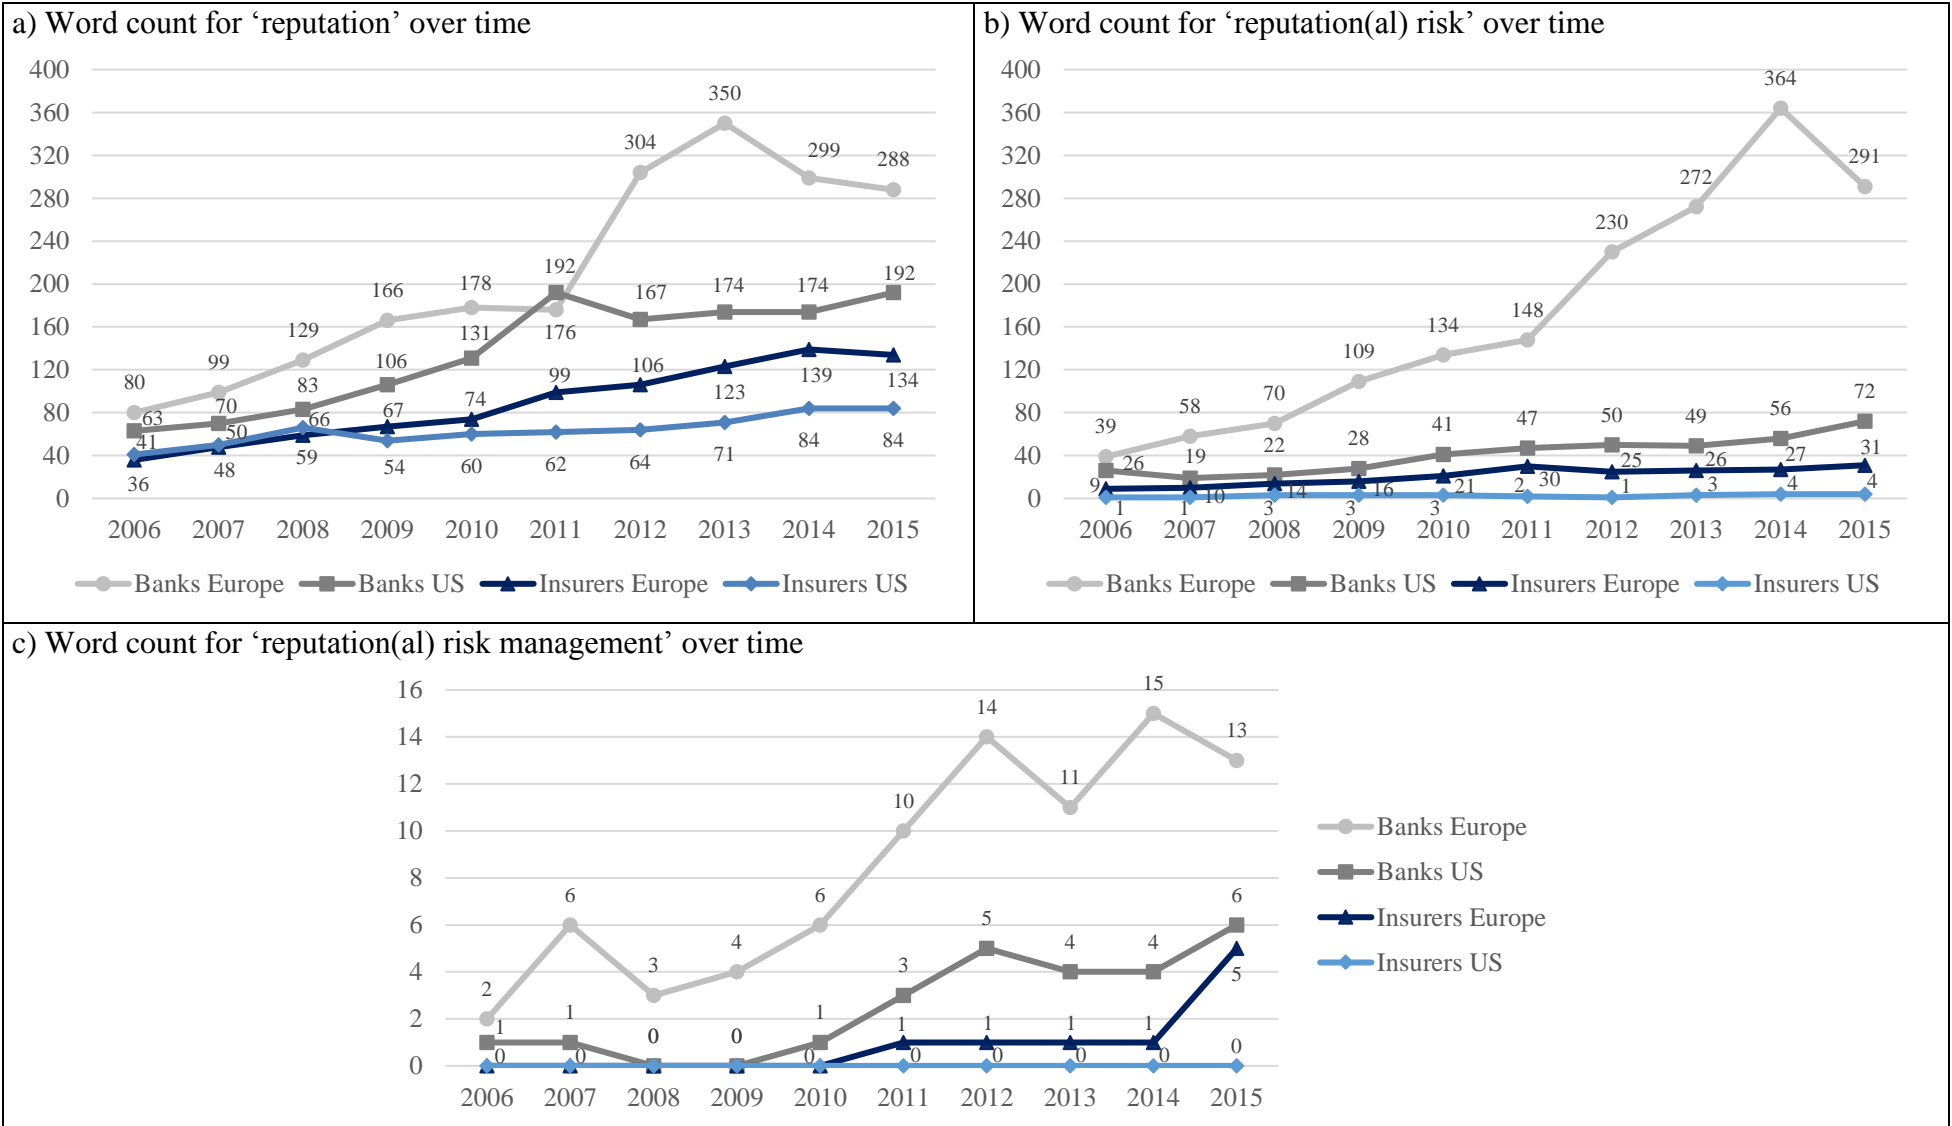 a) Word count for ‘reputation’ over time
400
360
320
280
240
200
160
120
80
40
0
80 99 129 166 178 176 304 350 299 288
63 70 83 106 131 192 167 174 174 192
36 48 59 67 74 99 106 123 139 134
41 50 66 54 60 62 64 71 84 84
2006 2007 2008 2009 2010 2011 2012 2013 2014 2015
Banks Europe Banks US Insurers Europe Insurers US
b) Word count for ‘reputation(al) risk’ over time
400
360
320
280
240
200
160
120
80
40
0
39 58 70 109 134 148 230 272 364 291
26 19 22 28 41 47 50 49 56 72
9 10 14 16 21 30 25 26 27 31
1 1 3 3 3 2 1 3 4 4
2006 2007 2008 2009 2010 2011 2012 2013 2014 2015
Banks Europe Banks US Insurers Europe Insurers US
c) Word count for ‘reputation(al) risk management’ over time
16
14
12
10
8
6
4
2
0
2 6 3 4 6 10 14 11 15 13
1 1 0 0 1 3 5 4 4 6
1 1 1 1 5
0 0 0 0 0 0 0 0
2006 2007 2008 2009 2010 2011 2012 2013 2014 2015
Banks Europe
Banks US
Insurers Europe
Insurers US